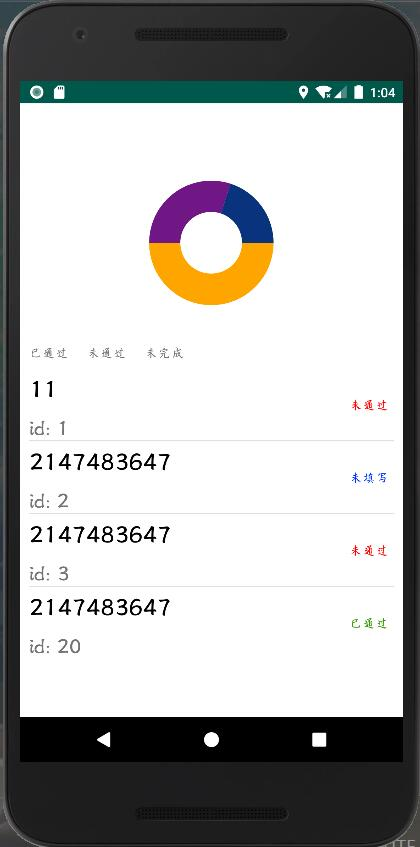 1:04
已通过 未通过 未完成
11
未通过
id: 1
2147483647
未填写
id: 2
2147483647
未通过
id: 3
2147483647
已通过
id: 20